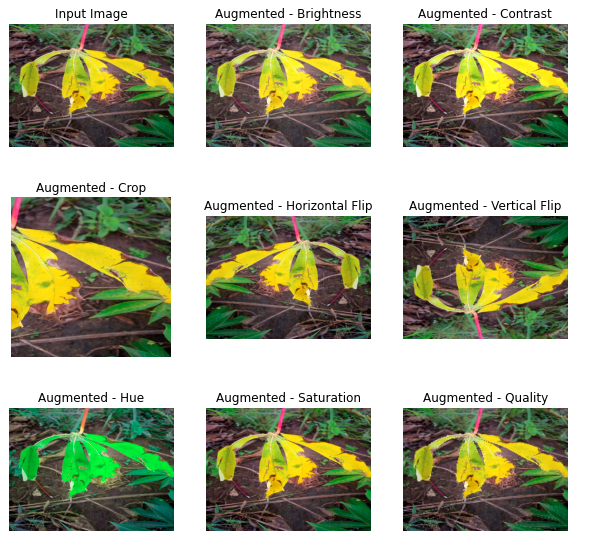 Input Image
Augmented - Brightness
Augmented - Contrast
Augmented - Crop
Augmented - Horizontal Flip
Augmented - Vertical Flip
Augmented - Hue
Augmented - Saturation
Augmented - Quality